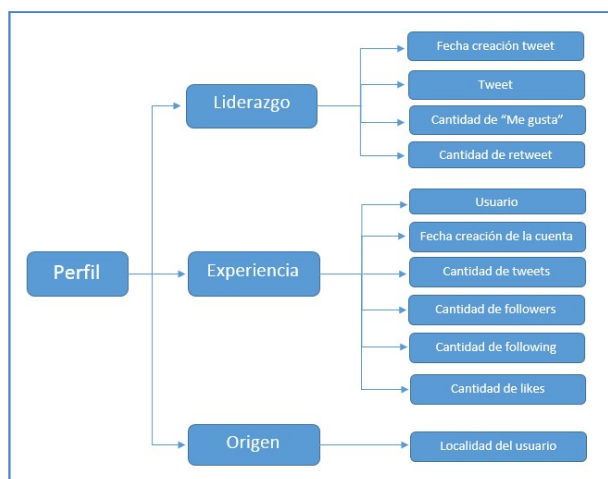 Perfil
Liderazgo
Fecha creación tweet
Tweet
Cantidad de “Me gusta”
Cantidad de retweet
Experiencia
Usuario
Fecha creación de la cuenta
Cantidad de tweets
Cantidad de followers
Cantidad de following
Cantidad de likes
Origen
Localidad del usuario